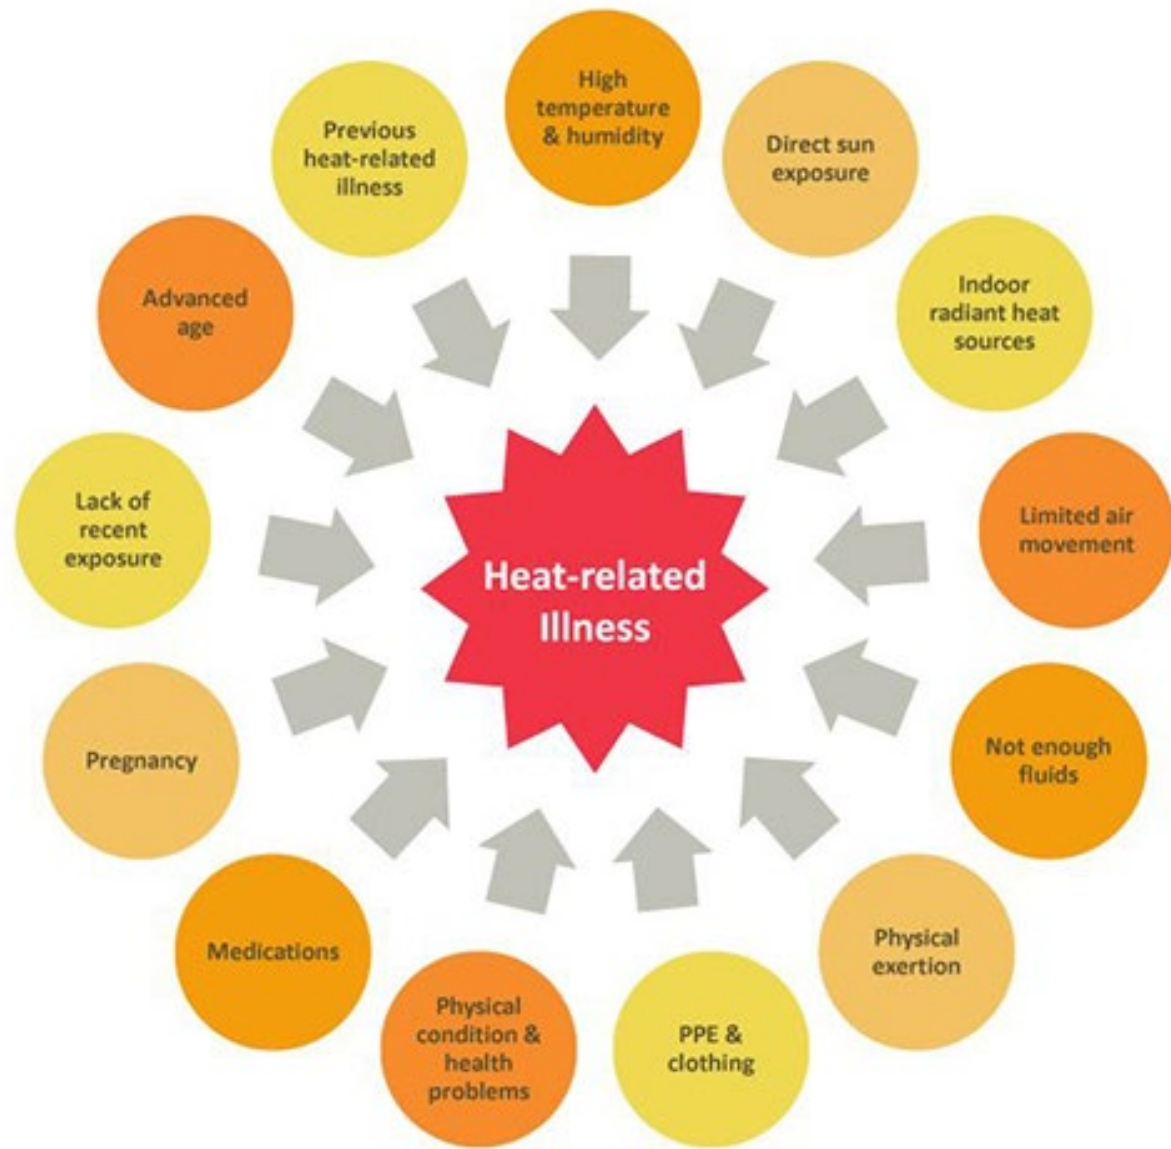 High
temperature
& humidity
Direct sun
exposure
Indoor
radiant heat
sources
Limited air
movement
Not enough
fluids
Physical
exertion
PPE &
clothing
Physical
condition &
health
problems
Medications
Pregnancy
Lack of
recent
exposure
Advanced
age
Previous
heat-related
illness
Heat-related
Illness